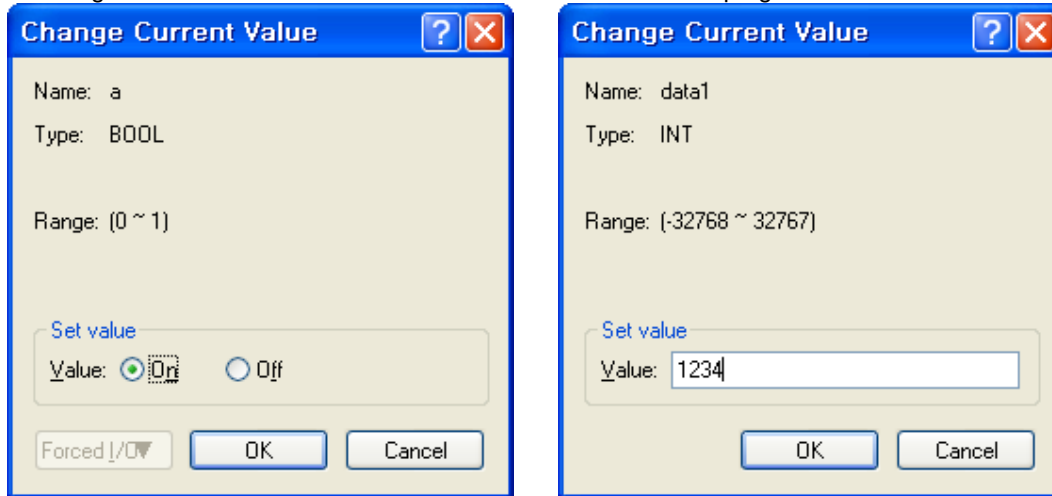 Change Current Value
Name: a
Type: BOOL
Range: (0 ~ 1)
Set value
Value: On Off
Forced I/O
OK Cancel
Change Current Value
Name: data1
Type: INT
Range: (-32768 ~ 32767)
Set value
Value: 1234
OK Cancel